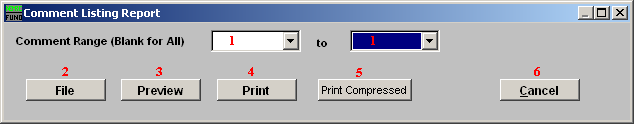 FUND
Comment Listing Report
Comment Range (Blank for All) 1 to 1
2 3 4 5 6
File Preview Print Print Compressed Cancel